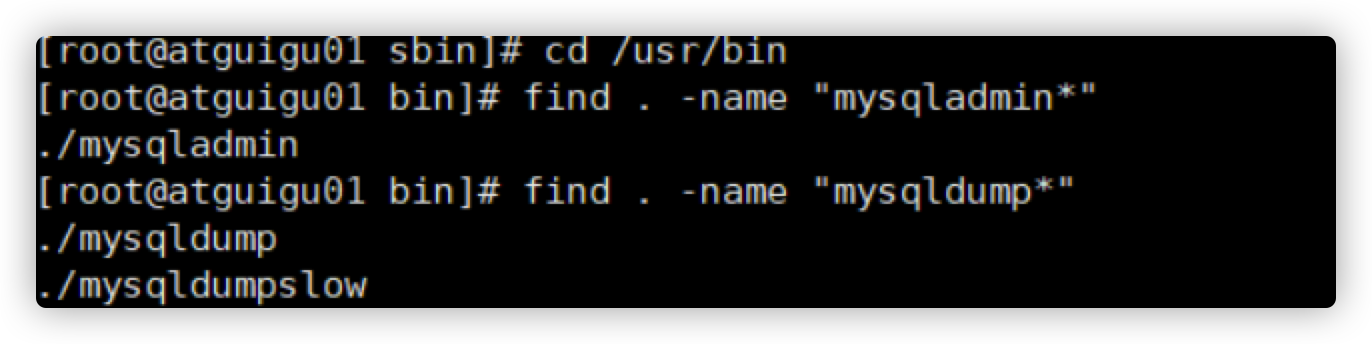 [root@atguigu01 sbin]# cd /usr/bin
[root@atguigu01 bin]# find . -name "mysqladmin*"
./mysqladmin
[root@atguigu01 bin]# find . -name "mysqldump*"
./mysqldump
./mysqldumpslow